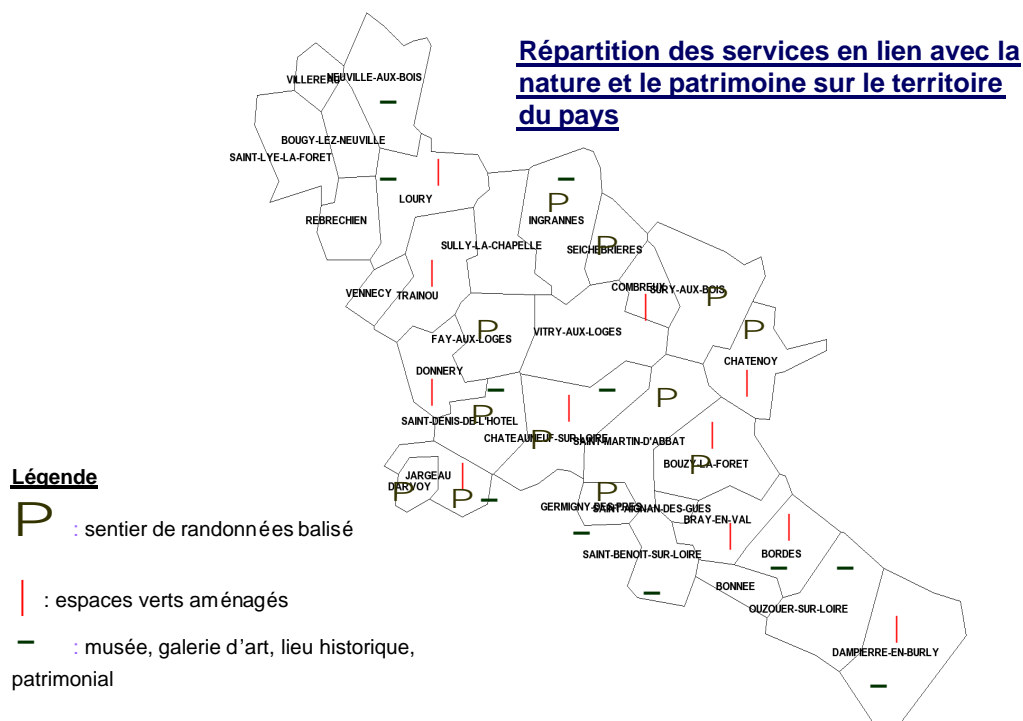 Répartition des services en lien avec la
nature et le patrimoine sur le territoire
du pays
VILLEREAU
NEUVILLE-AUX-BOIS
BOUGY-LEZ-NEUVILLE
SAINT-LYE-LA-FORET
LOURY
REBRECHIEN
P
INGRANNES
SULLY-LA-CHAPELLE
P
SEICHEBRIERES
VENNECY
TRAINOU
COMBREUX
SURY-AUX-BOIS
P
P
FAY-AUX-LOGES
VITRY-AUX-LOGES
P
CHATENOY
DONNERY
P
SAINT-DENIS-DE-L'HOTEL
P
CHATEAUNEUF-SUR-LOIRE
P
SAINT-MARTIN-D'ABBAT
BOUZY-LA-FORET
P
JARGEAU
DARVOY
P
P
P
GERMIGNY-DES-PRES
SAINT-AIGNAN-DES-GUES
BRAY-EN-VAL
SAINT-BENOIT-SUR-LOIRE
BORDES
BONNEE
OUZOUER-SUR-LOIRE
DAMPIERRE-EN-BURLY
Légende
P : sentier de randonnées balisé
: espaces verts aménagés
: musée, galerie d'art, lieu historique,
patrimonial